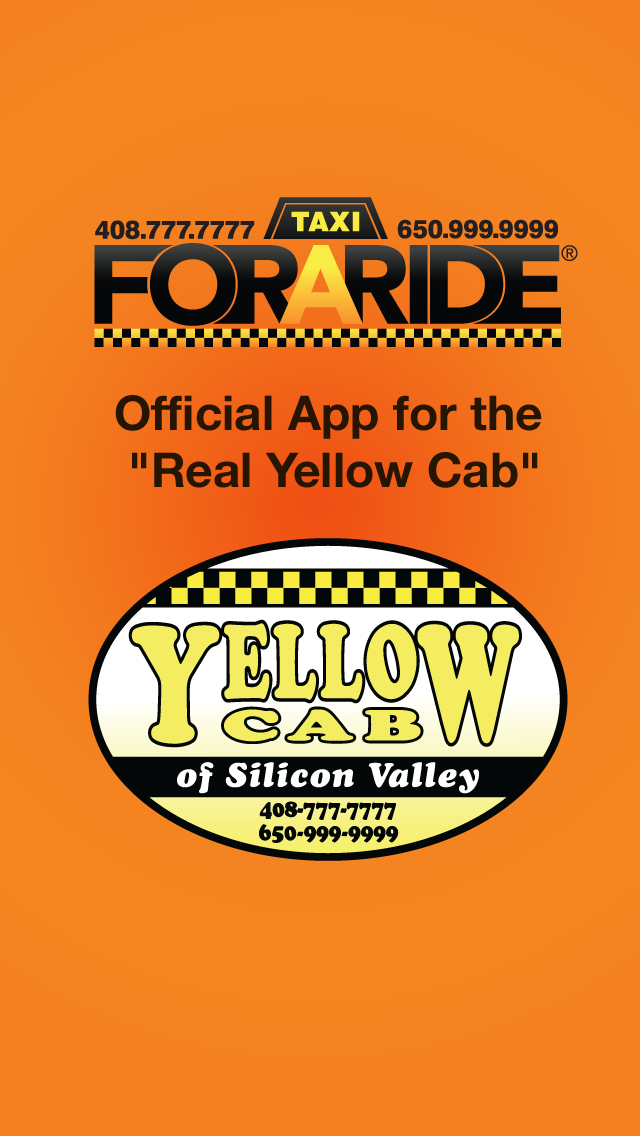 408.777.7777 TAXI 650.999.9999
FORARIDE®
Official App for the
"Real Yellow Cab"
YELLOW
CAB
of Silicon Valley
408-777-7777
650-999-9999